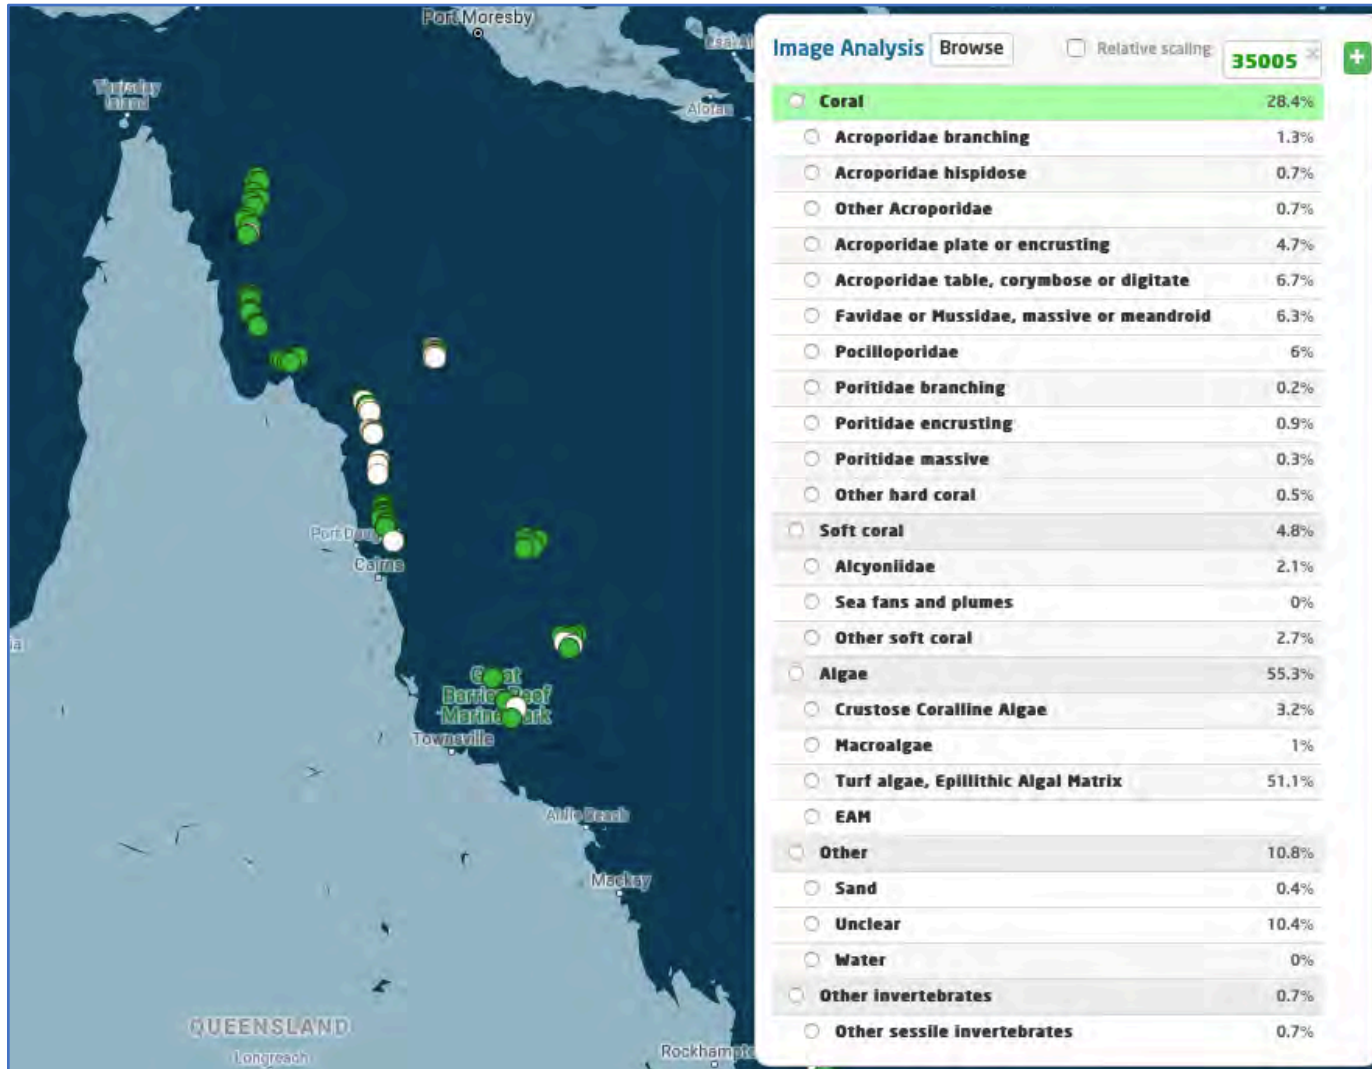 Port Moresby
Alotau
Thursday
Island
Port Doug
Cairns
Great
Barrier Reef
Marine Park
Townsville
Airlie Beach
Mackay
QUEENSLAND
Longreach
Rockhampto
Image Analysis
Browse
Relative scaling
35005
Coral 28.4%
Acroporidae branching 1.3%
Acroporidae hispidose 0.7%
Other Acroporidae 0.7%
Acroporidae plate or encrusting 4.7%
Acroporidae table, corymbose or digitate 6.7%
Favidae or Mussidae, massive or meandroid 6.3%
Pocilloporidae 6%
Poritidae branching 0.2%
Poritidae encrusting 0.9%
Poritidae massive 0.3%
Other hard coral 0.5%
Soft coral 4.8%
Alcyoniidae 2.1%
Sea fans and plumes 0%
Other soft coral 2.7%
Algae 55.3%
Crustose Coralline Algae 3.2%
Macroalgae 1%
Turf algae, Epillithic Algal Matrix 51.1%
EAM
Other 10.8%
Sand 0.4%
Unclear 10.4%
Water 0%
Other invertebrates 0.7%
Other sessile invertebrates 0.7%